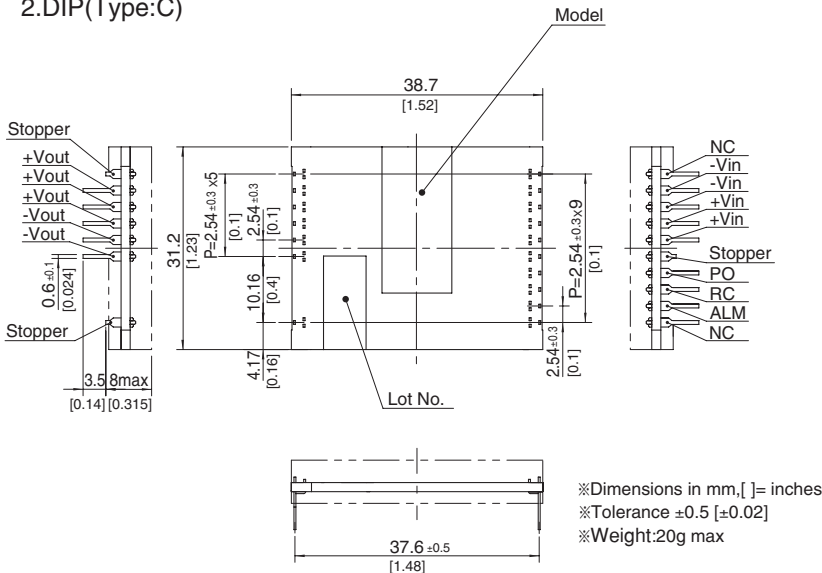 2.DIP(Type:C)
Model
38.7
[1.52]
Stopper
+Vout
+Vout
+Vout
-Vout
-Vout
Stopper
0.6±0.1
[0.024]
3.5
8max
[0.14]
[0.315]
31.2
[1.23]
P=2.54±0.3 x5
[0.1]
2.54±0.3
[0.1]
10.16
[0.4]
4.17
[0.16]
P=2.54±0.3x9
[0.1]
2.54±0.3
[0.1]
NC
-Vin
-Vin
+Vin
+Vin
Stopper
PO
RC
ALM
NC
Lot No.
37.6 ±0.5
[1.48]
※Dimensions in mm,[ ]= inches
※Tolerance ±0.5 [±0.02]
※Weight:20g max